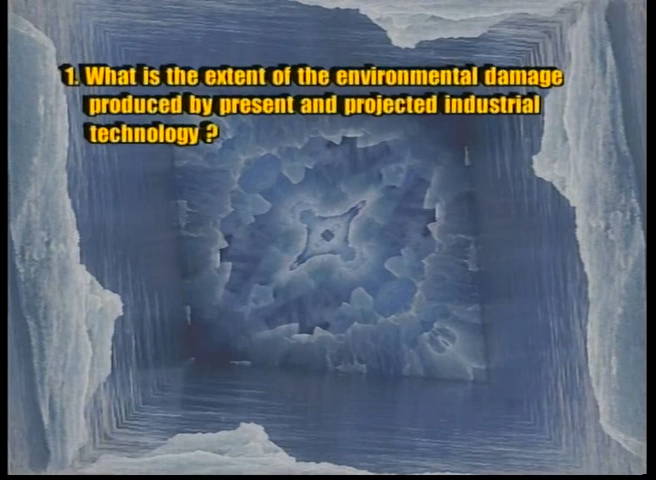 1. What is the extent of the environmental damage
produced by present and projected industrial
technology ?